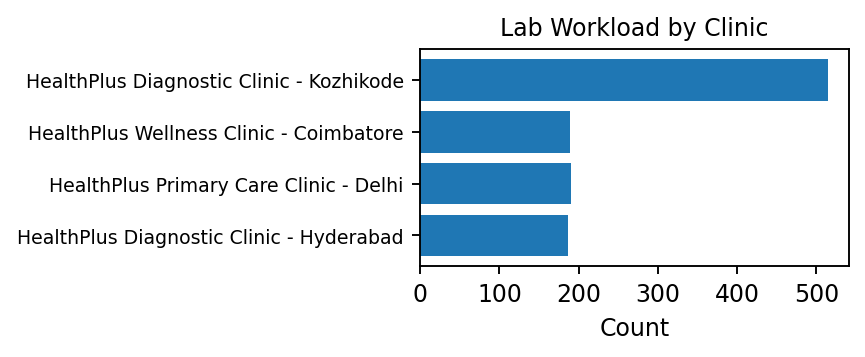 Lab Workload by Clinic
HealthPlus Diagnostic Clinic - Kozhikode
HealthPlus Wellness Clinic - Coimbatore
HealthPlus Primary Care Clinic - Delhi
HealthPlus Diagnostic Clinic - Hyderabad
0 100 200 300 400 500
Count